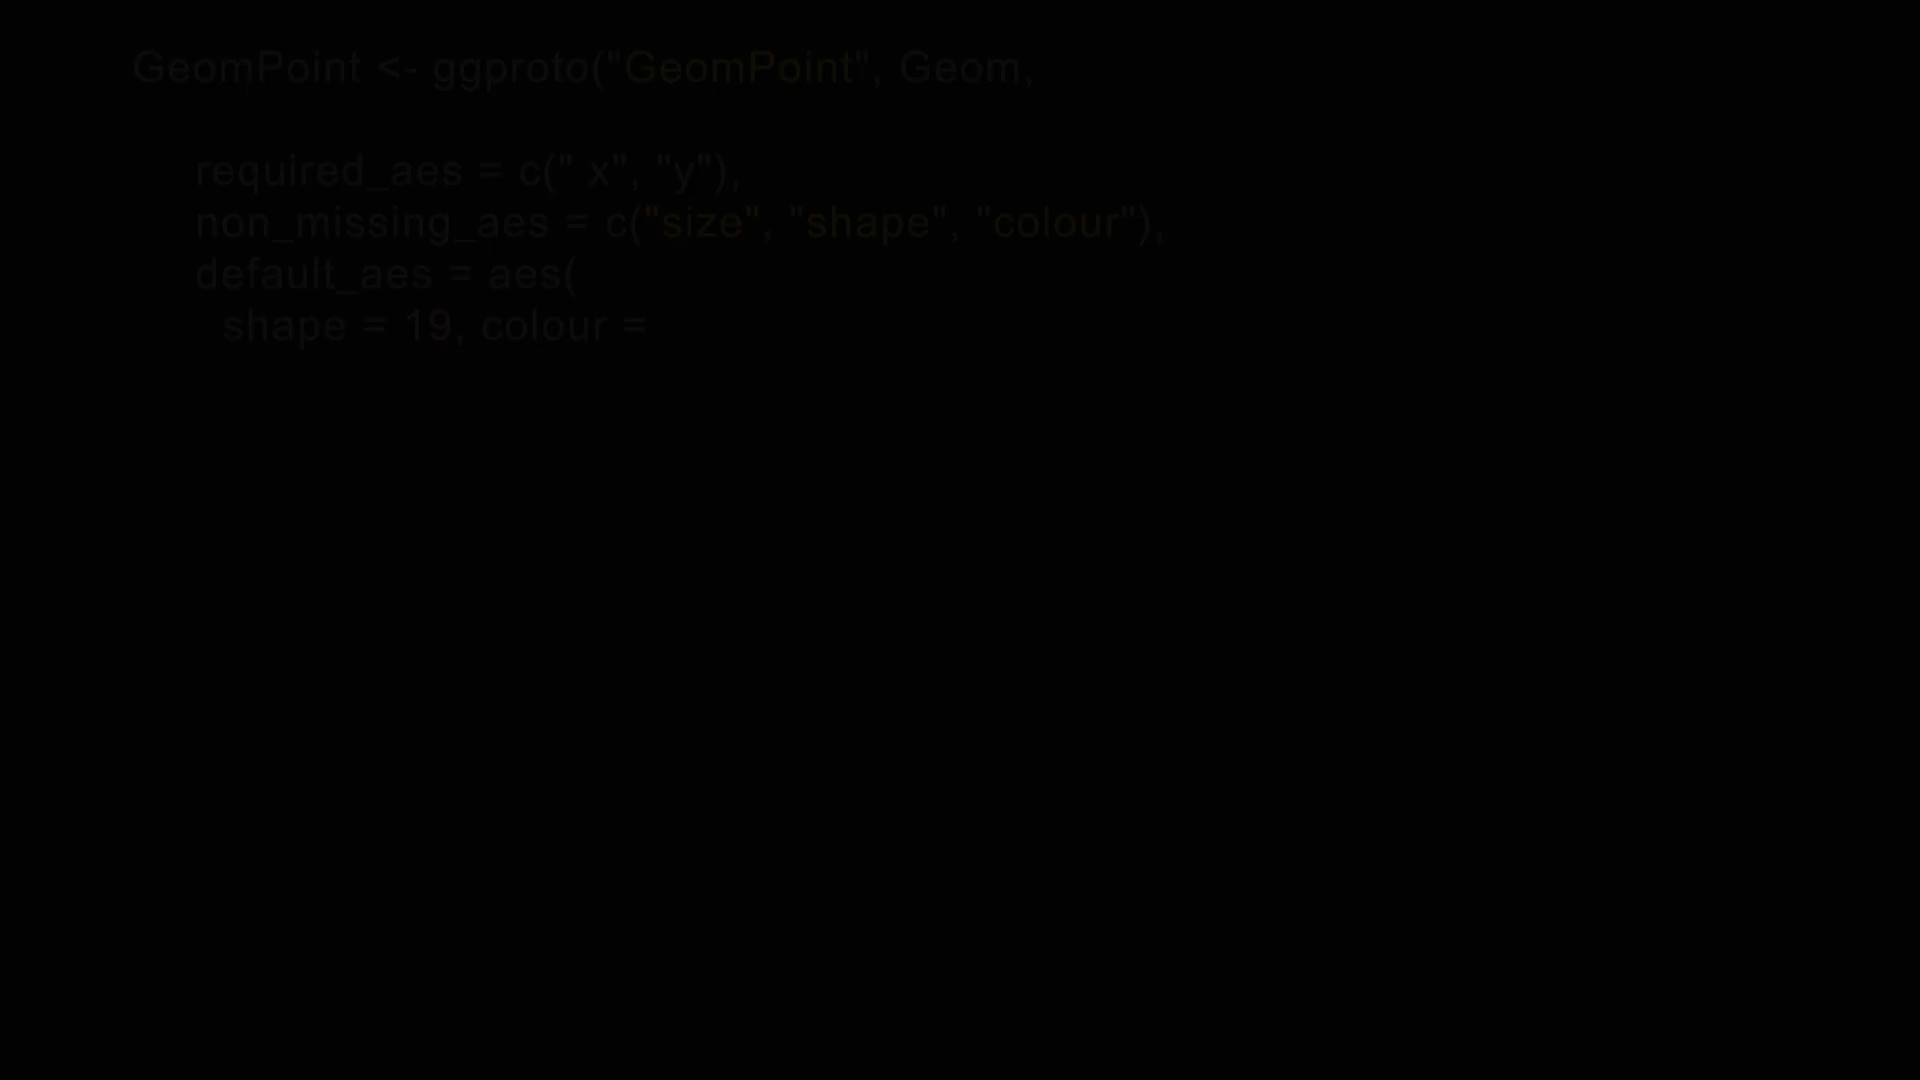 GeomPoint <- ggproto("GeomPoint", Geom,
required_aes = c(" x", "y"),
non_missing_aes = c("size", "shape", "colour"),
default_aes = aes(
shape = 19, colour =